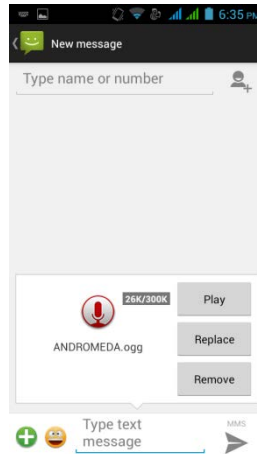 6:35 PM
New message
Type name or number
26K/300K
Play
ANDROMEDA.ogg
Replace
Remove
Type text
message
MMS